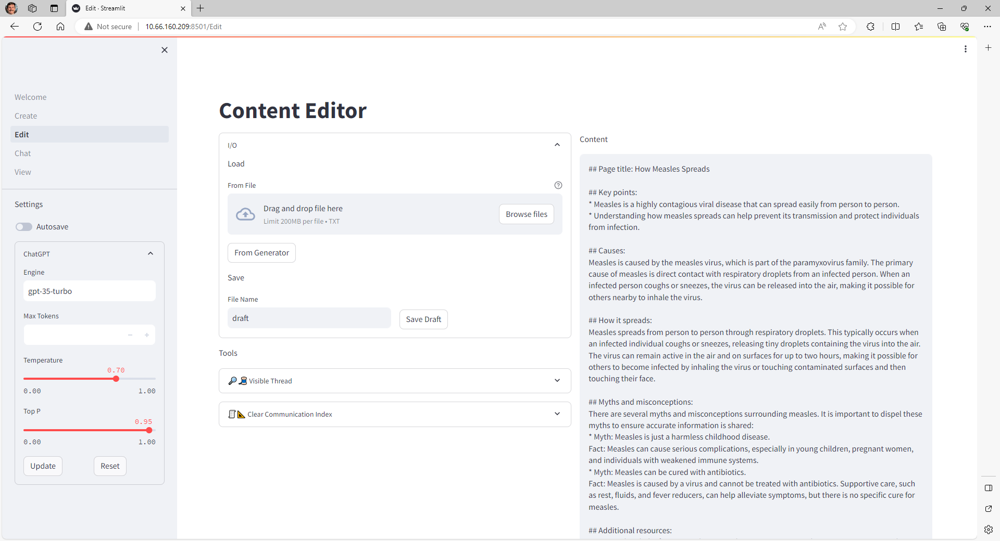 Edit · Streamlit
Not secure
10.66.160.209:8501/Edit
Welcome
Create
Edit
Chat
View
Settings
Autosave
ChatGPT
Engine
gpt-35-turbo
Max Tokens
Temperature
0.70
0.00
1.00
Top P
0.95
0.00
1.00
Update
Reset
Content Editor
I/O
Load
From File
Drag and drop file here
Limit 200MB per file • TXT
Browse files
From Generator
Save
File Name
draft
Save Draft
Tools
Visible Thread
Clear Communication Index
Content
## Page title: How Measles Spreads
## Key points:
* Measles is a highly contagious viral disease that can spread easily from person to person.
* Understanding how measles spreads can help prevent its transmission and protect individuals
from infection.
## Causes:
Measles is caused by the measles virus, which is part of the paramyxovirus family. The primary
cause of measles is direct contact with respiratory droplets from an infected person. When an
infected person coughs or sneezes, the virus can be released into the air, making it possible for
others nearby to inhale the virus.
## How it spreads:
Measles spreads from person to person through respiratory droplets. This typically occurs when
an infected individual coughs or sneezes, releasing tiny droplets containing the virus into the air.
The virus can remain active in the air and on surfaces for up to two hours, making it possible for
others to become infected by inhaling the virus or touching contaminated surfaces and then
touching their face.
## Myths and misconceptions:
There are several myths and misconceptions surrounding measles. It is important to dispel these
myths to ensure accurate information is shared:
* Myth: Measles is just a harmless childhood disease.
Fact: Measles can cause serious complications, especially in young children, pregnant women,
and individuals with weakened immune systems.
* Myth: Measles can be cured with antibiotics.
Fact: Measles is caused by a virus and cannot be treated with antibiotics. Supportive care, such
as rest, fluids, and fever reducers, can help alleviate symptoms, but there is no specific cure for
measles.
## Additional resources: